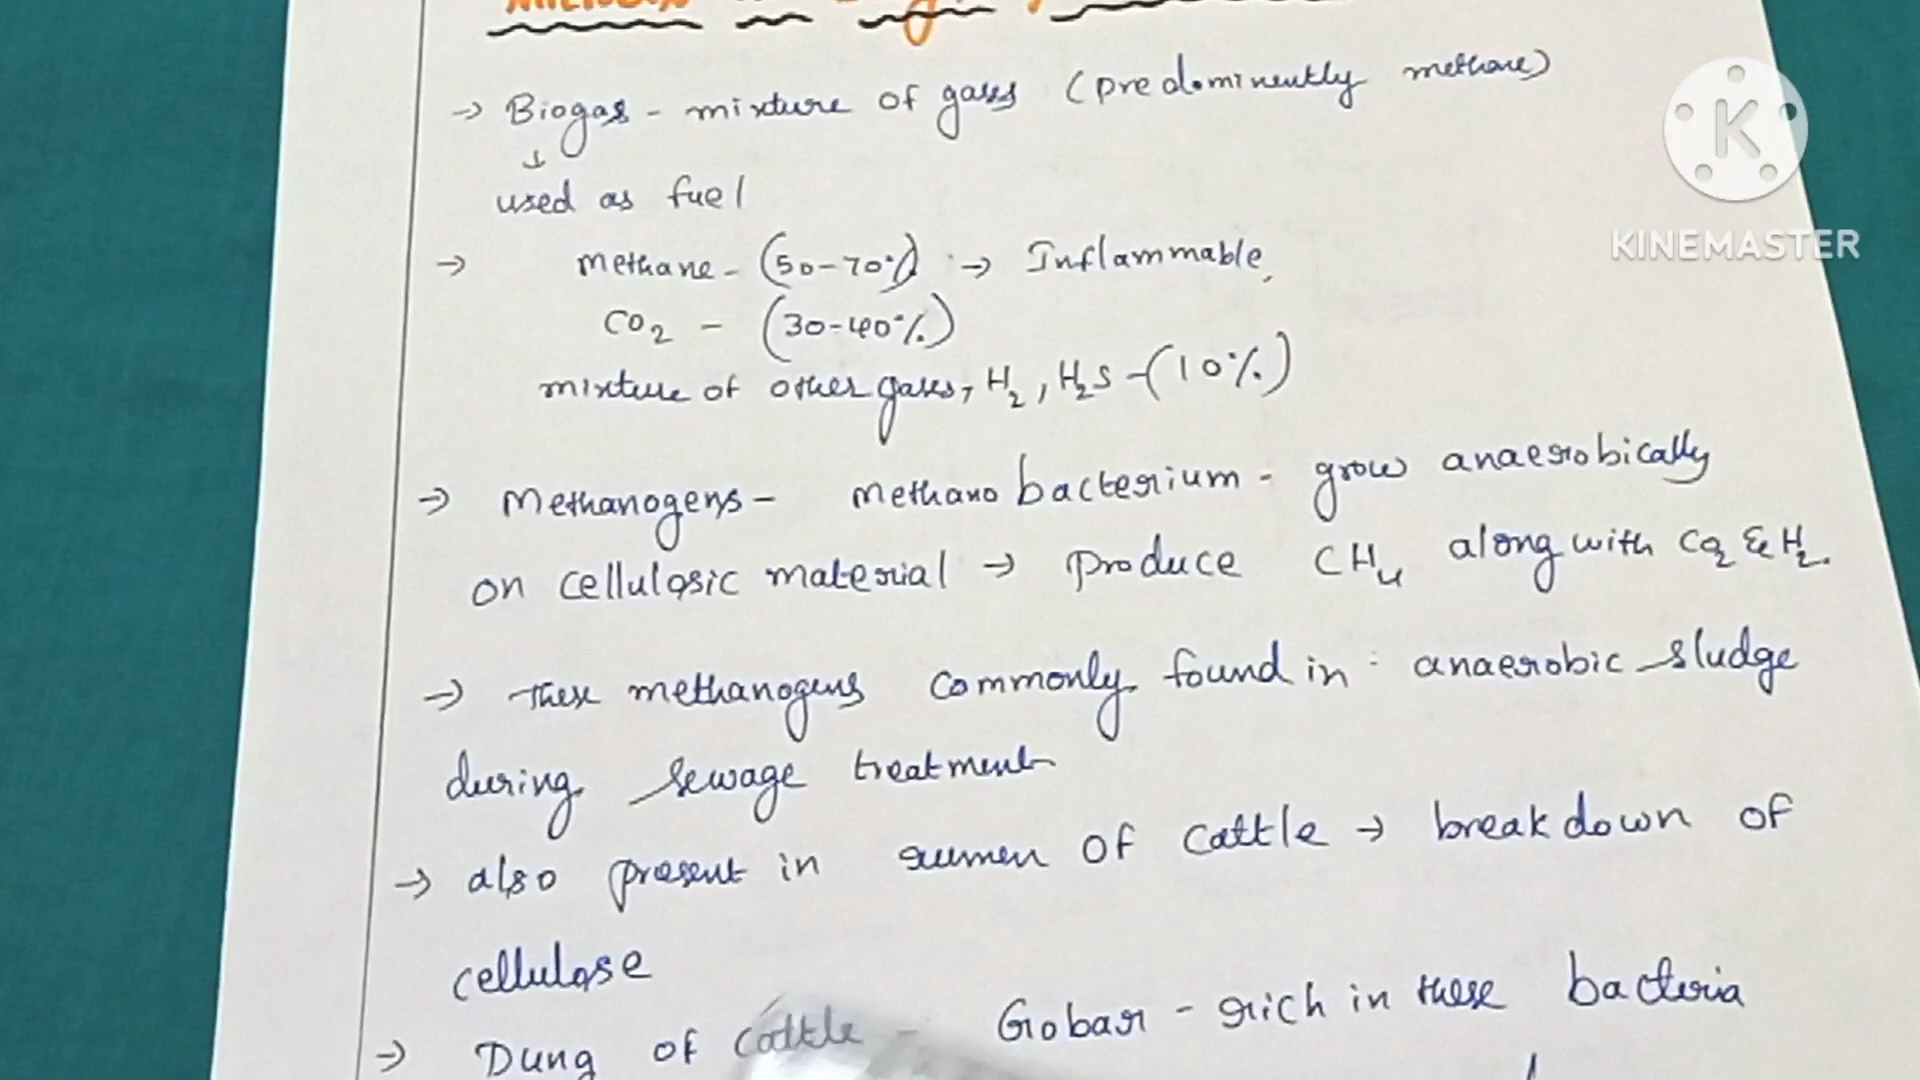 → Biogas - mixture of gases (predominently methane)
↓
used as fuel
→ methane - (50-70%) → Inflammable
CO2 - (30-40%)
mixture of other gases, H2, H2S - (10%)
→ Methanogens - methano bacterium - grow anaerobically
on cellulosic material → produce CH4 along with CO2 & H2.
→ These methanogens commonly found in : anaerobic sludge
during sewage treatment
→ also present in rumen of cattle → breakdown of
cellulose
→ Dung of cattle - Gobar - rich in these bacteria
K
KINEMASTER